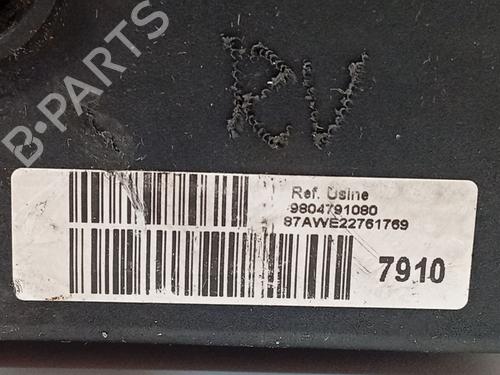 B-PARTS
RV
Ref. Usine
9804791080
87AWE22761769
7910